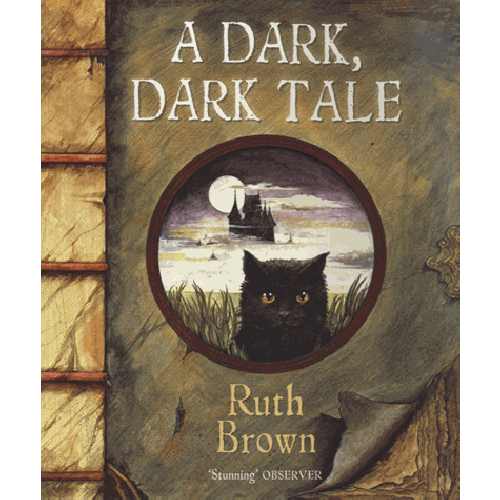 A DARK,
DARK TALE
Ruth
Brown
'Stunning' OBSERVER